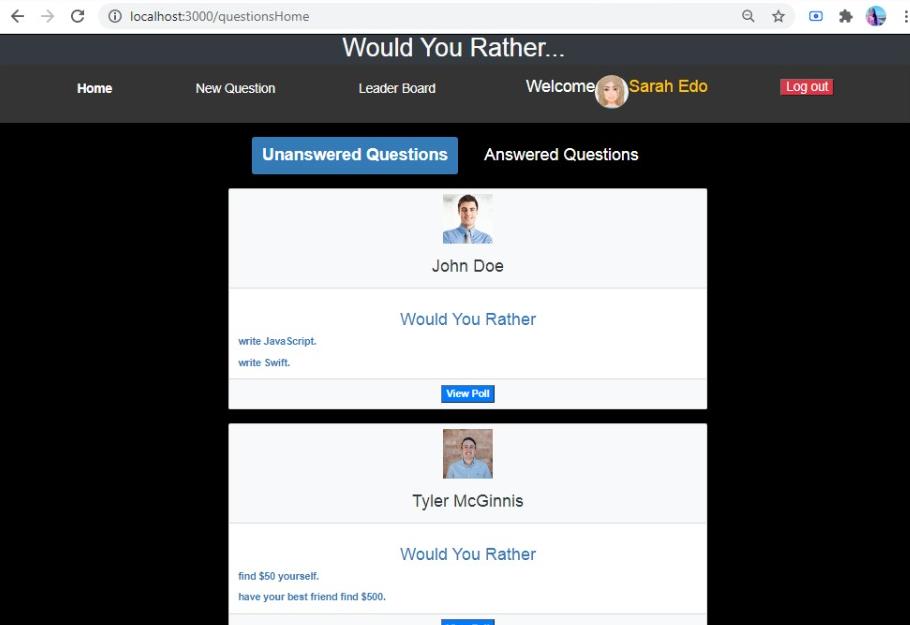 localhost:3000/questionsHome
Would You Rather...
Home New Question Leader Board Welcome Sarah Edo Log out
Unanswered Questions Answered Questions
John Doe
Would You Rather
write JavaScript.
write Swift.
View Poll
Tyler McGinnis
Would You Rather
find $50 yourself.
have your best friend find $500.